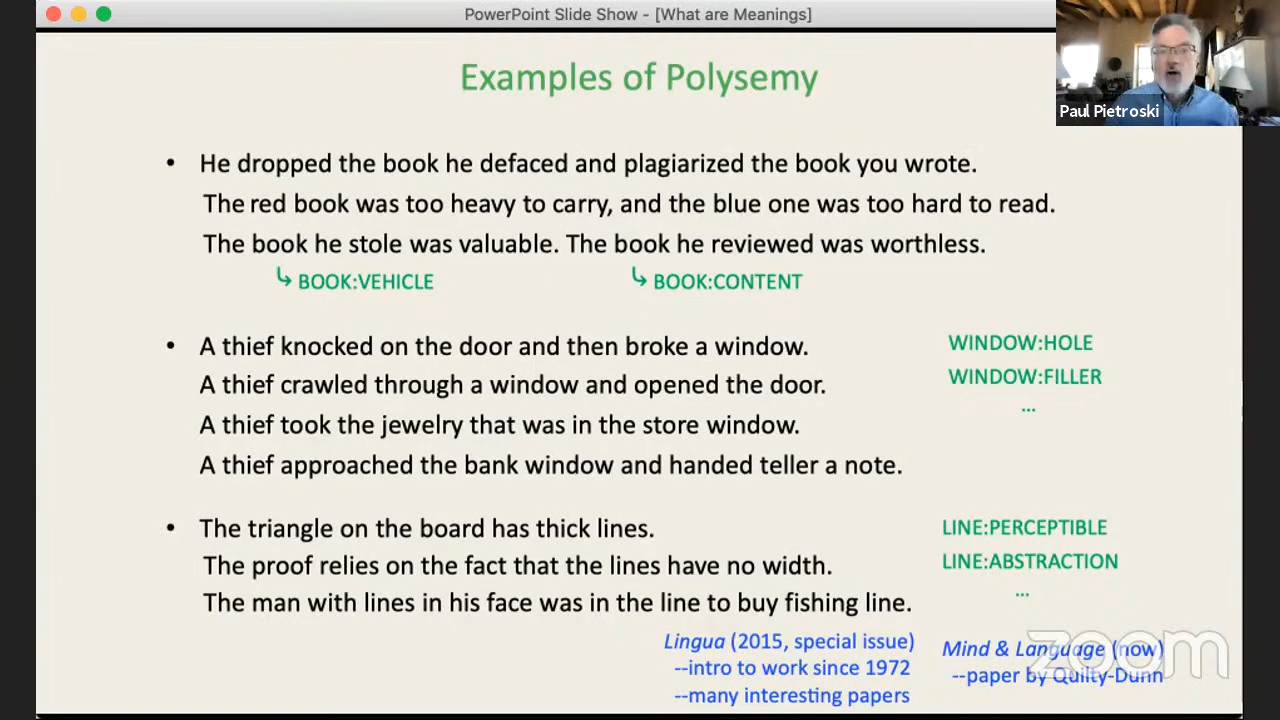 PowerPoint Slide Show - [What are Meanings]
Paul Pietroski
Examples of Polysemy
• He dropped the book he defaced and plagiarized the book you wrote.
The red book was too heavy to carry, and the blue one was too hard to read.
The book he stole was valuable. The book he reviewed was worthless.
↳ BOOK:VEHICLE ↳ BOOK:CONTENT
• A thief knocked on the door and then broke a window.
A thief crawled through a window and opened the door.
A thief took the jewelry that was in the store window.
A thief approached the bank window and handed teller a note.
WINDOW:HOLE
WINDOW:FILLER
...
• The triangle on the board has thick lines.
The proof relies on the fact that the lines have no width.
The man with lines in his face was in the line to buy fishing line.
LINE:PERCEPTIBLE
LINE:ABSTRACTION
...
Lingua (2015, special issue)
--intro to work since 1972
--many interesting papers
Mind & Language (now)
--paper by Quilty-Dunn
zoom